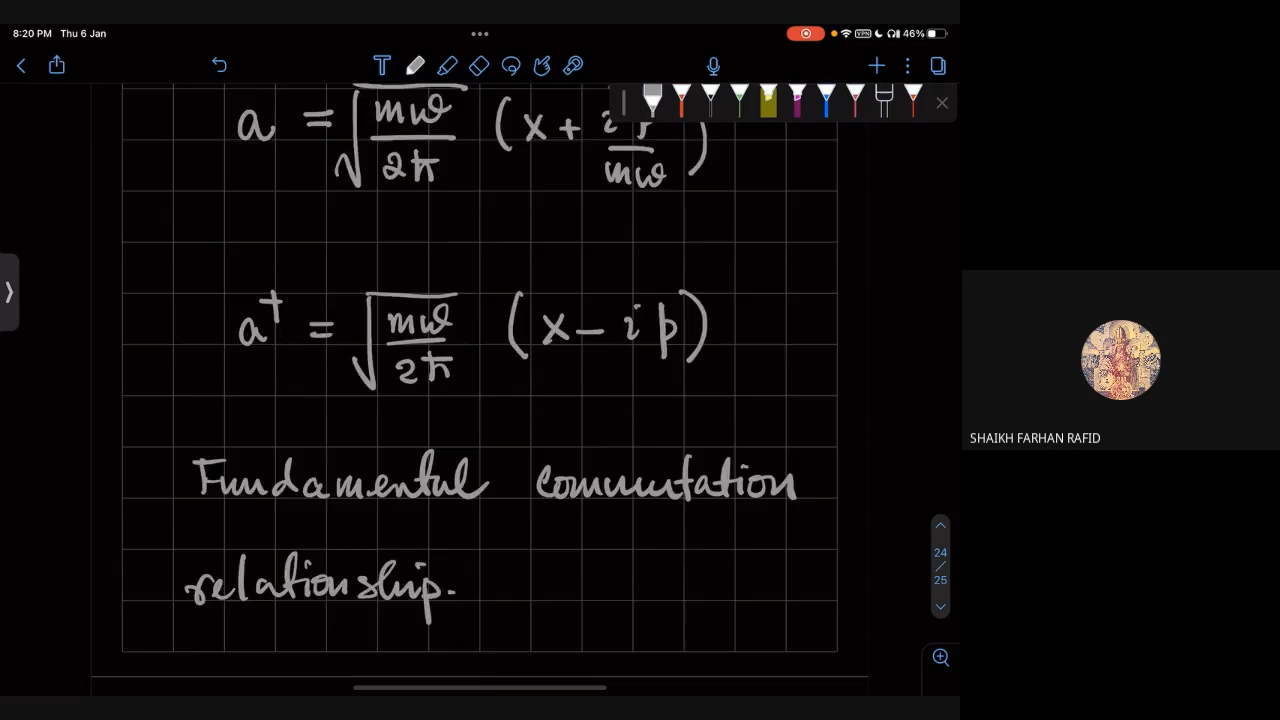 8:20 PM Thu 6 Jan
VPN 46%
a = √(mω/2ħ) (x + ip/mω)
a† = √(mω/2ħ) (x − ip)
Fundamental commutation
relationship.
24
/
25
SHAIKH FARHAN RAFID